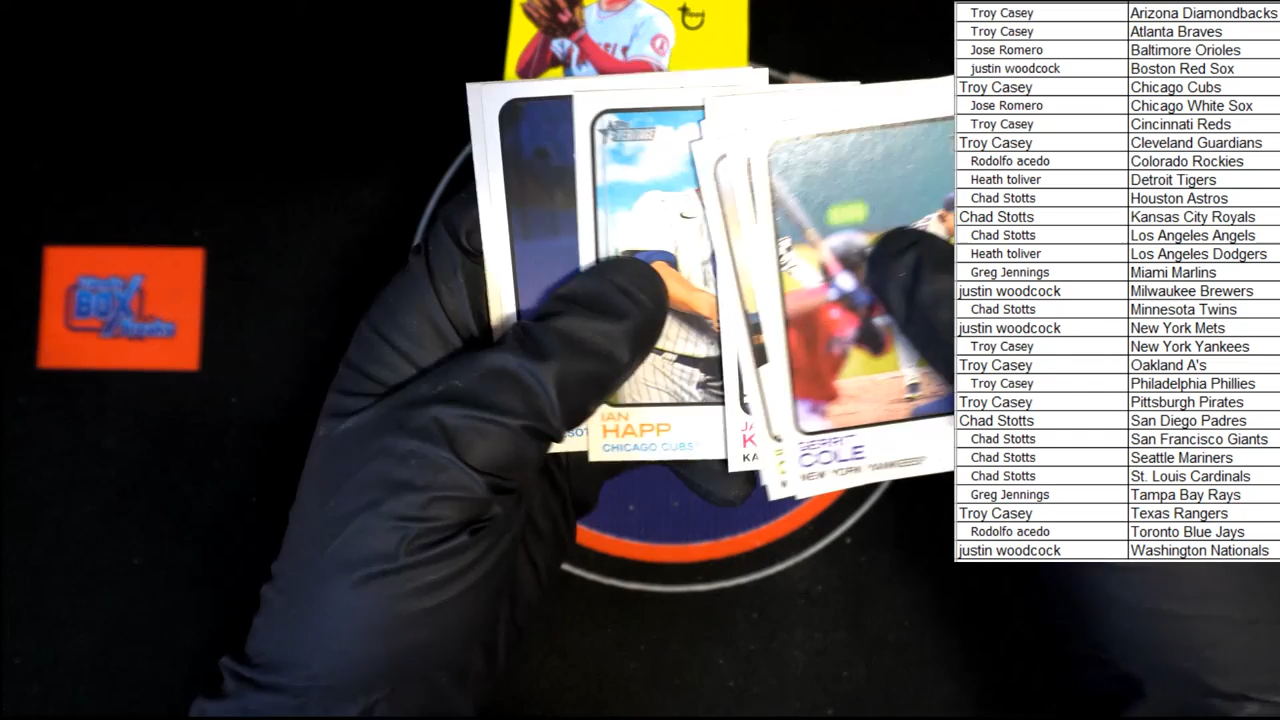 Troy Casey Arizona Diamondbacks
Troy Casey Atlanta Braves
Jose Romero Baltimore Orioles
justin woodcock Boston Red Sox
Troy Casey Chicago Cubs
Jose Romero Chicago White Sox
Troy Casey Cincinnati Reds
Troy Casey Cleveland Guardians
Rodolfo acedo Colorado Rockies
Heath toliver Detroit Tigers
Chad Stotts Houston Astros
Chad Stotts Kansas City Royals
Chad Stotts Los Angeles Angels
Heath toliver Los Angeles Dodgers
Greg Jennings Miami Marlins
justin woodcock Milwaukee Brewers
Chad Stotts Minnesota Twins
justin woodcock New York Mets
Troy Casey New York Yankees
Troy Casey Oakland A's
Troy Casey Philadelphia Phillies
Troy Casey Pittsburgh Pirates
Chad Stotts San Diego Padres
Chad Stotts San Francisco Giants
Chad Stotts Seattle Mariners
Chad Stotts St. Louis Cardinals
Greg Jennings Tampa Bay Rays
Troy Casey Texas Rangers
Rodolfo acedo Toronto Blue Jays
justin woodcock Washington Nationals
BOX
IAN
HAPP
CHICAGO CUBS
JA
K
KA
GERRIT
COLE
NEW YORK YANKEES